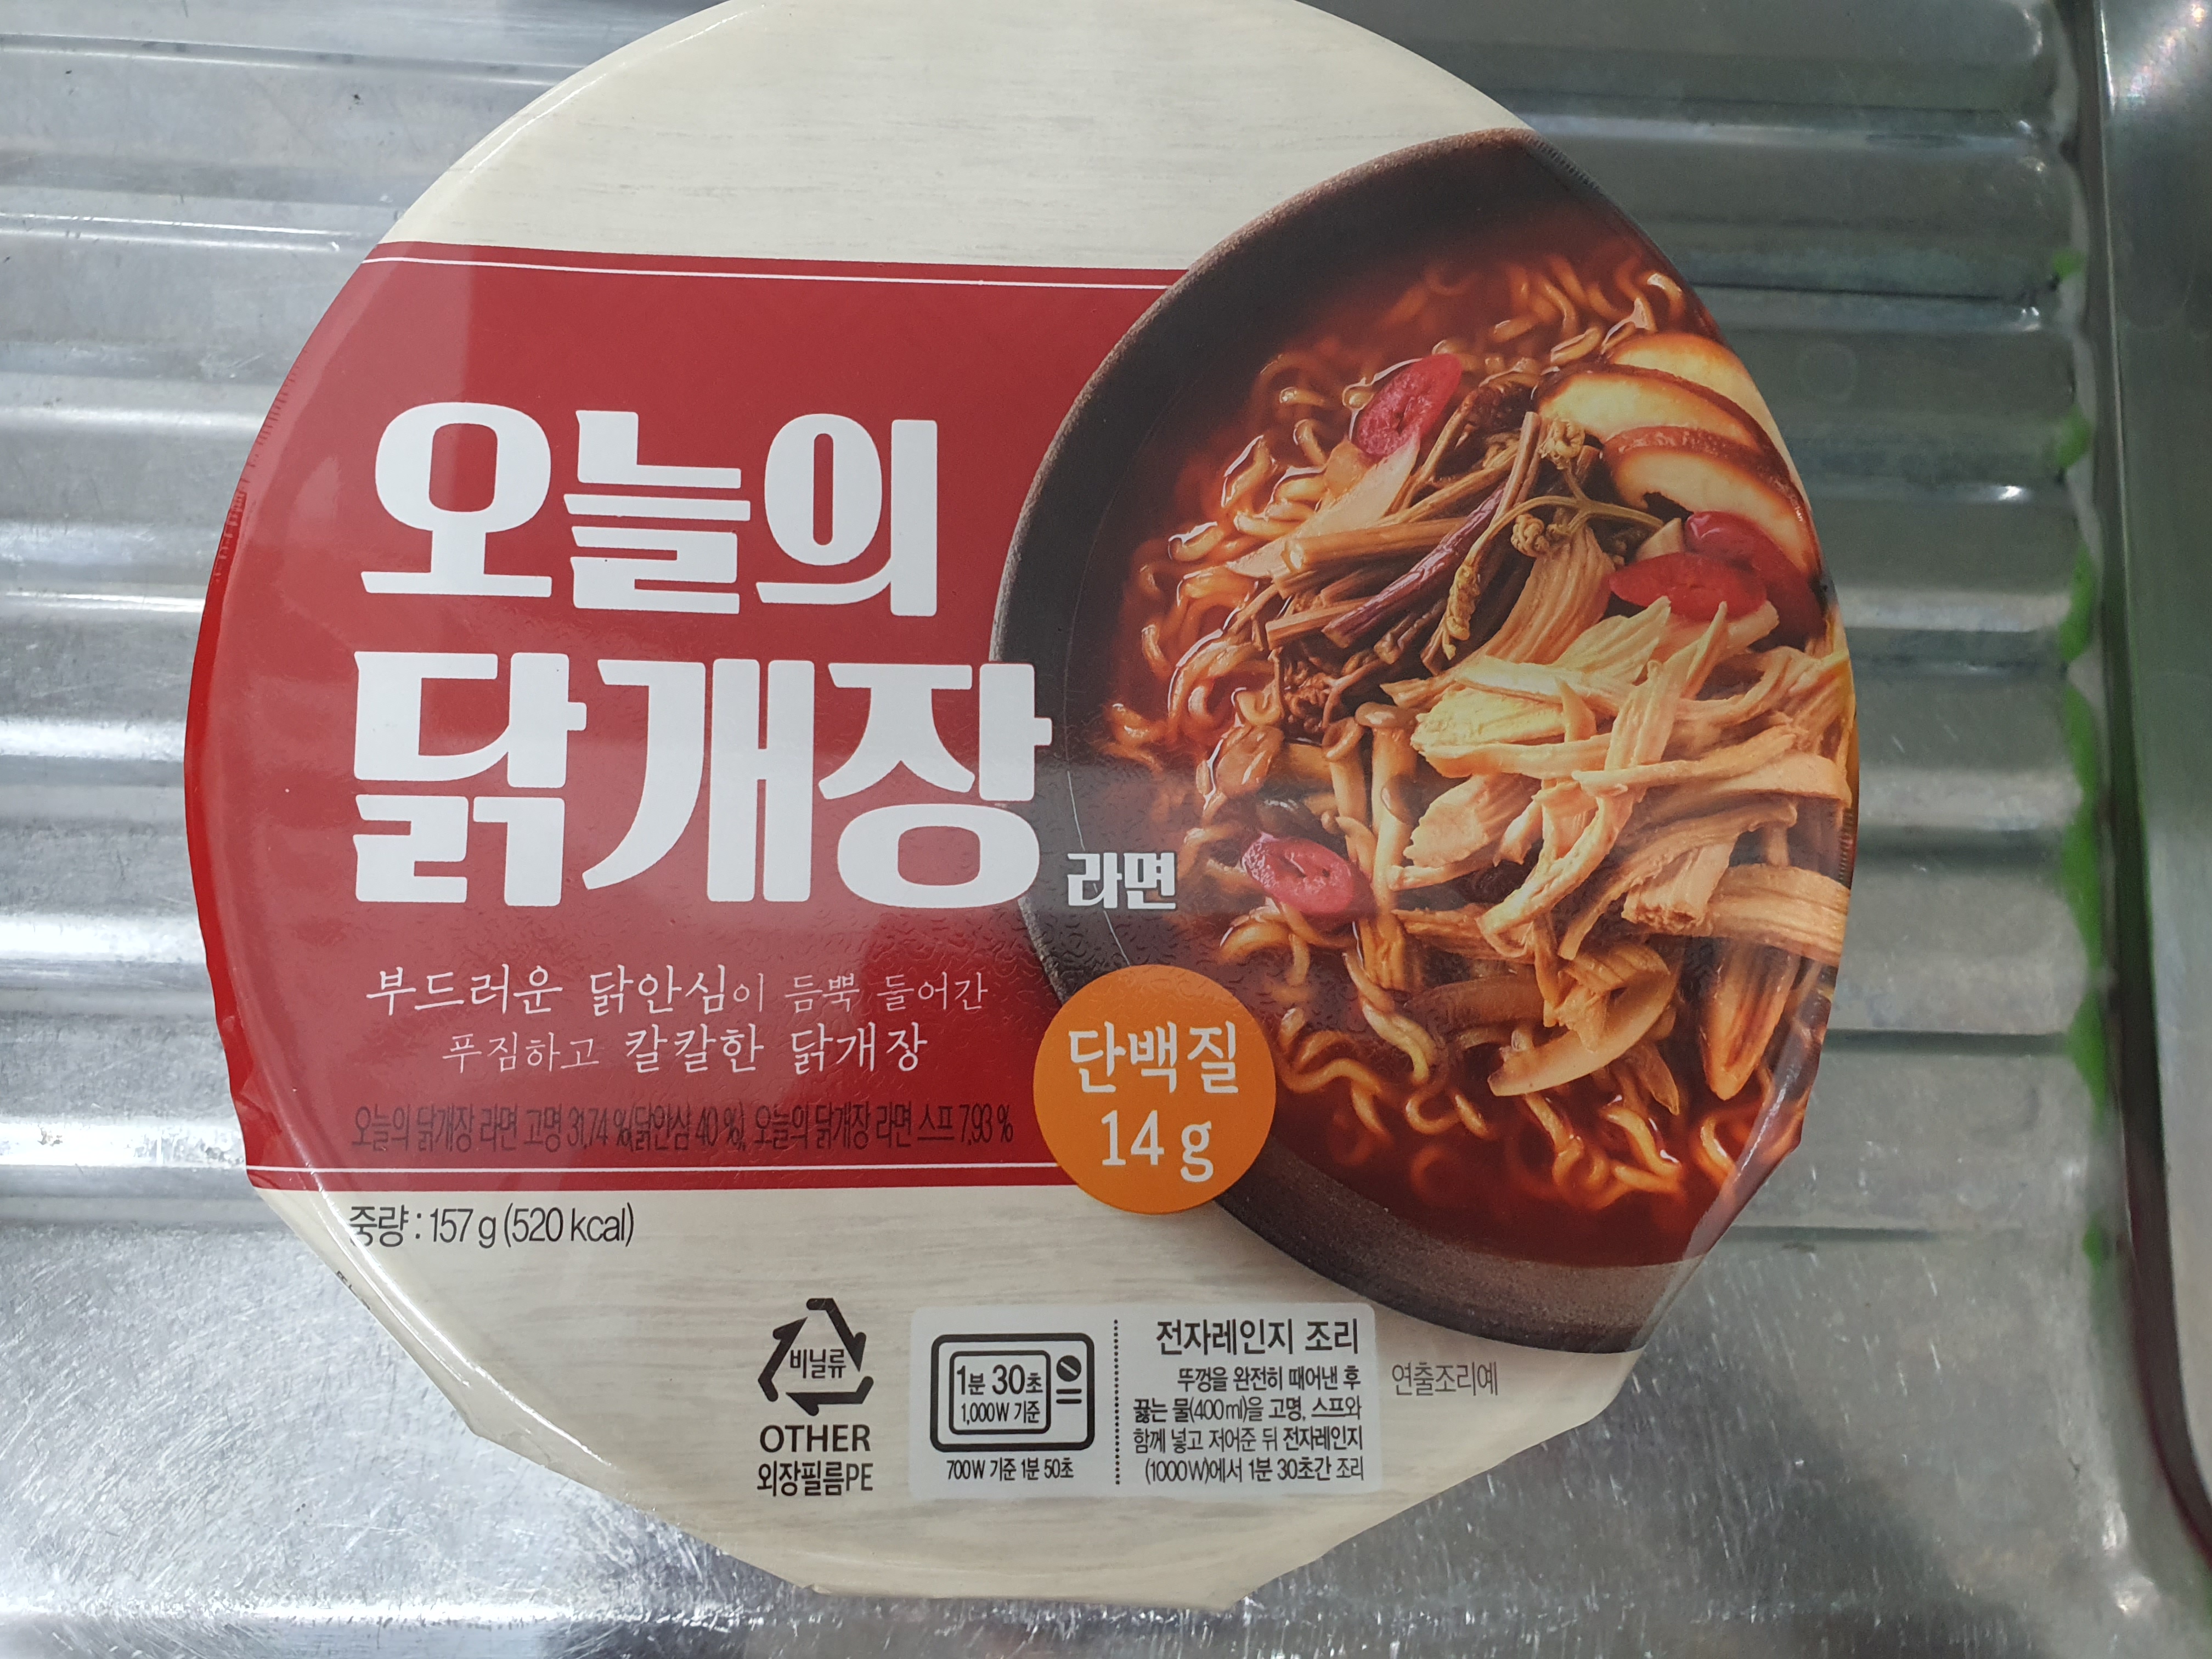 오늘의
닭개장 라면
부드러운 닭안심이 듬뿍 들어간
푸짐하고 칼칼한 닭개장
오늘의 닭개장 라면 고명 31.74 %(닭안심 40 %), 오늘의 닭개장 라면 스프 7.93 %
단백질
14 g
중량 : 157 g (520 kcal)
비닐류
OTHER
외장필름PE
1분 30초
1,000W 기준
700W 기준 1분 50초
전자레인지 조리
뚜껑을 완전히 떼어낸 후
끓는 물(400ml)을 고명, 스프와
함께 넣고 저어준 뒤 전자레인지
(1000W)에서 1분 30초간 조리
연출조리예